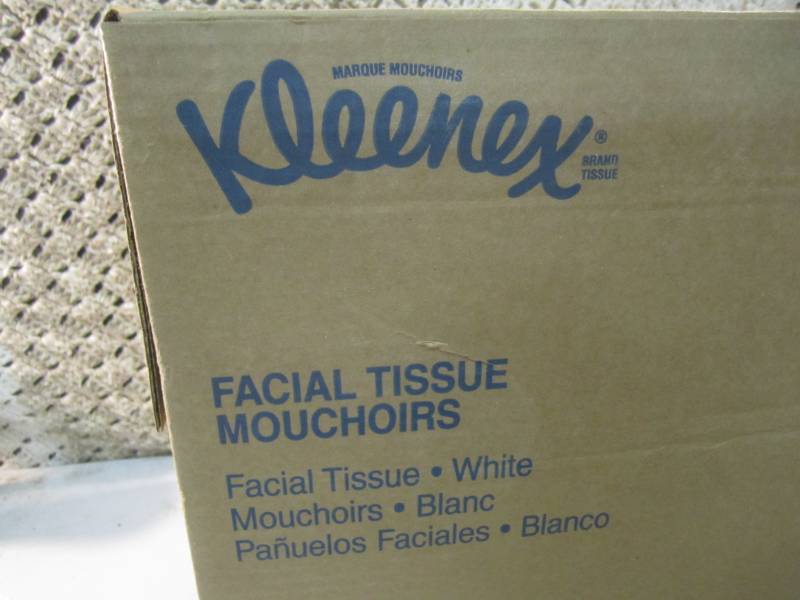 MARQUE MOUCHOIRS
Kleenex®
BRAND
TISSUE
FACIAL TISSUE
MOUCHOIRS
Facial Tissue • White
Mouchoirs • Blanc
Pañuelos Faciales • Blanco